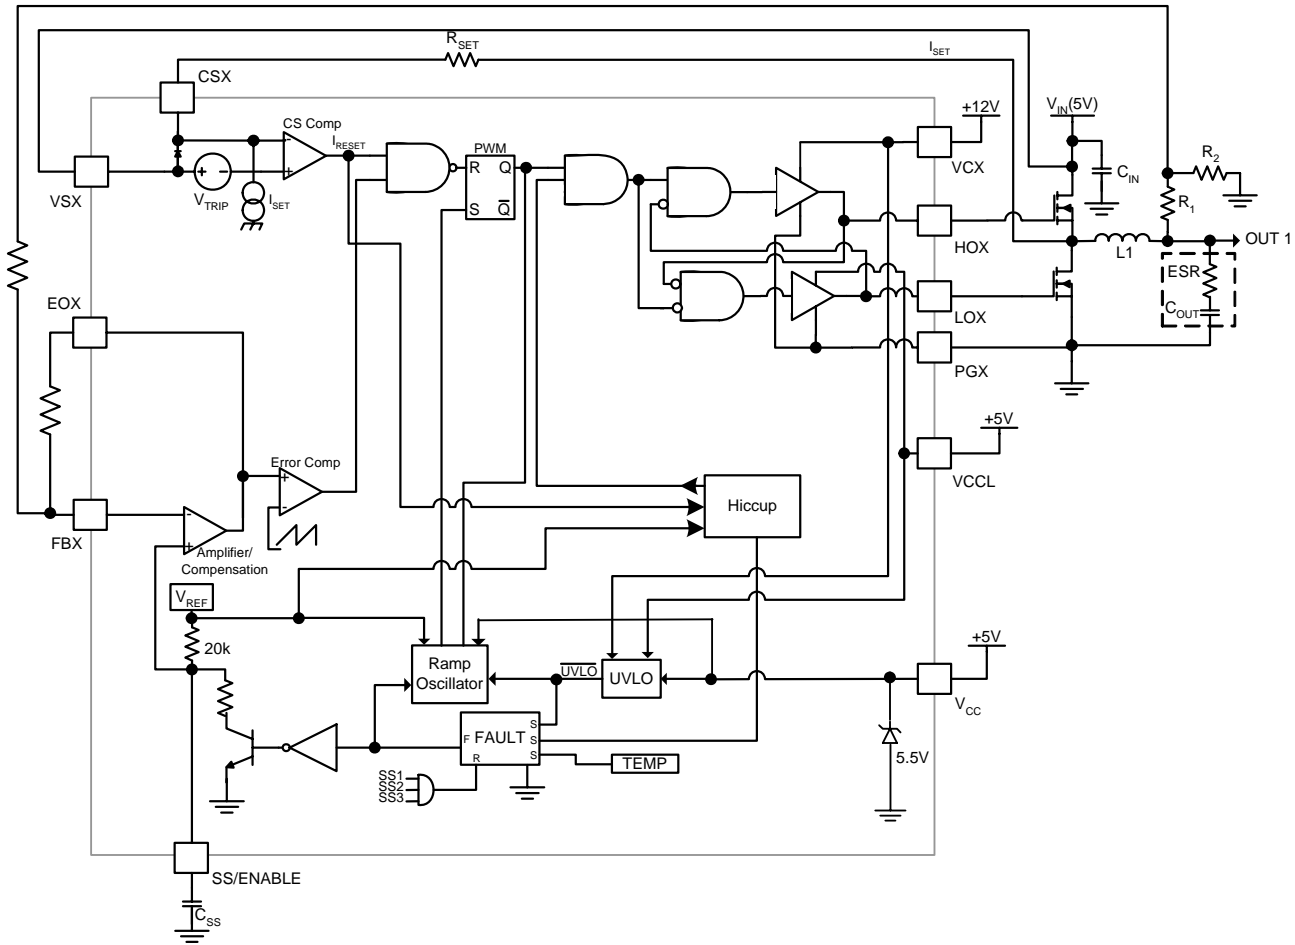 R_SET
I_SET
CSX
+12V
V_IN(5V)
CS Comp
I_RESET
PWM
VCX
R_2
- 
R Q
C_IN
+ - +
VSX
V_TRIP
I_SET
S Q̅
R_1
HOX
OUT 1
L1
ESR
EOX
C_OUT
LOX
PGX
+5V
Error Comp
+
VCCL
-
Hiccup
-
FBX
+
Amplifier/
Compensation
V_REF
20k
+5V
Ramp
Oscillator
U̅V̅L̅O̅
UVLO
V_CC
S
F FAULT S
S
R
TEMP
5.5V
SS1
SS2
SS3
SS/ENABLE
C_SS